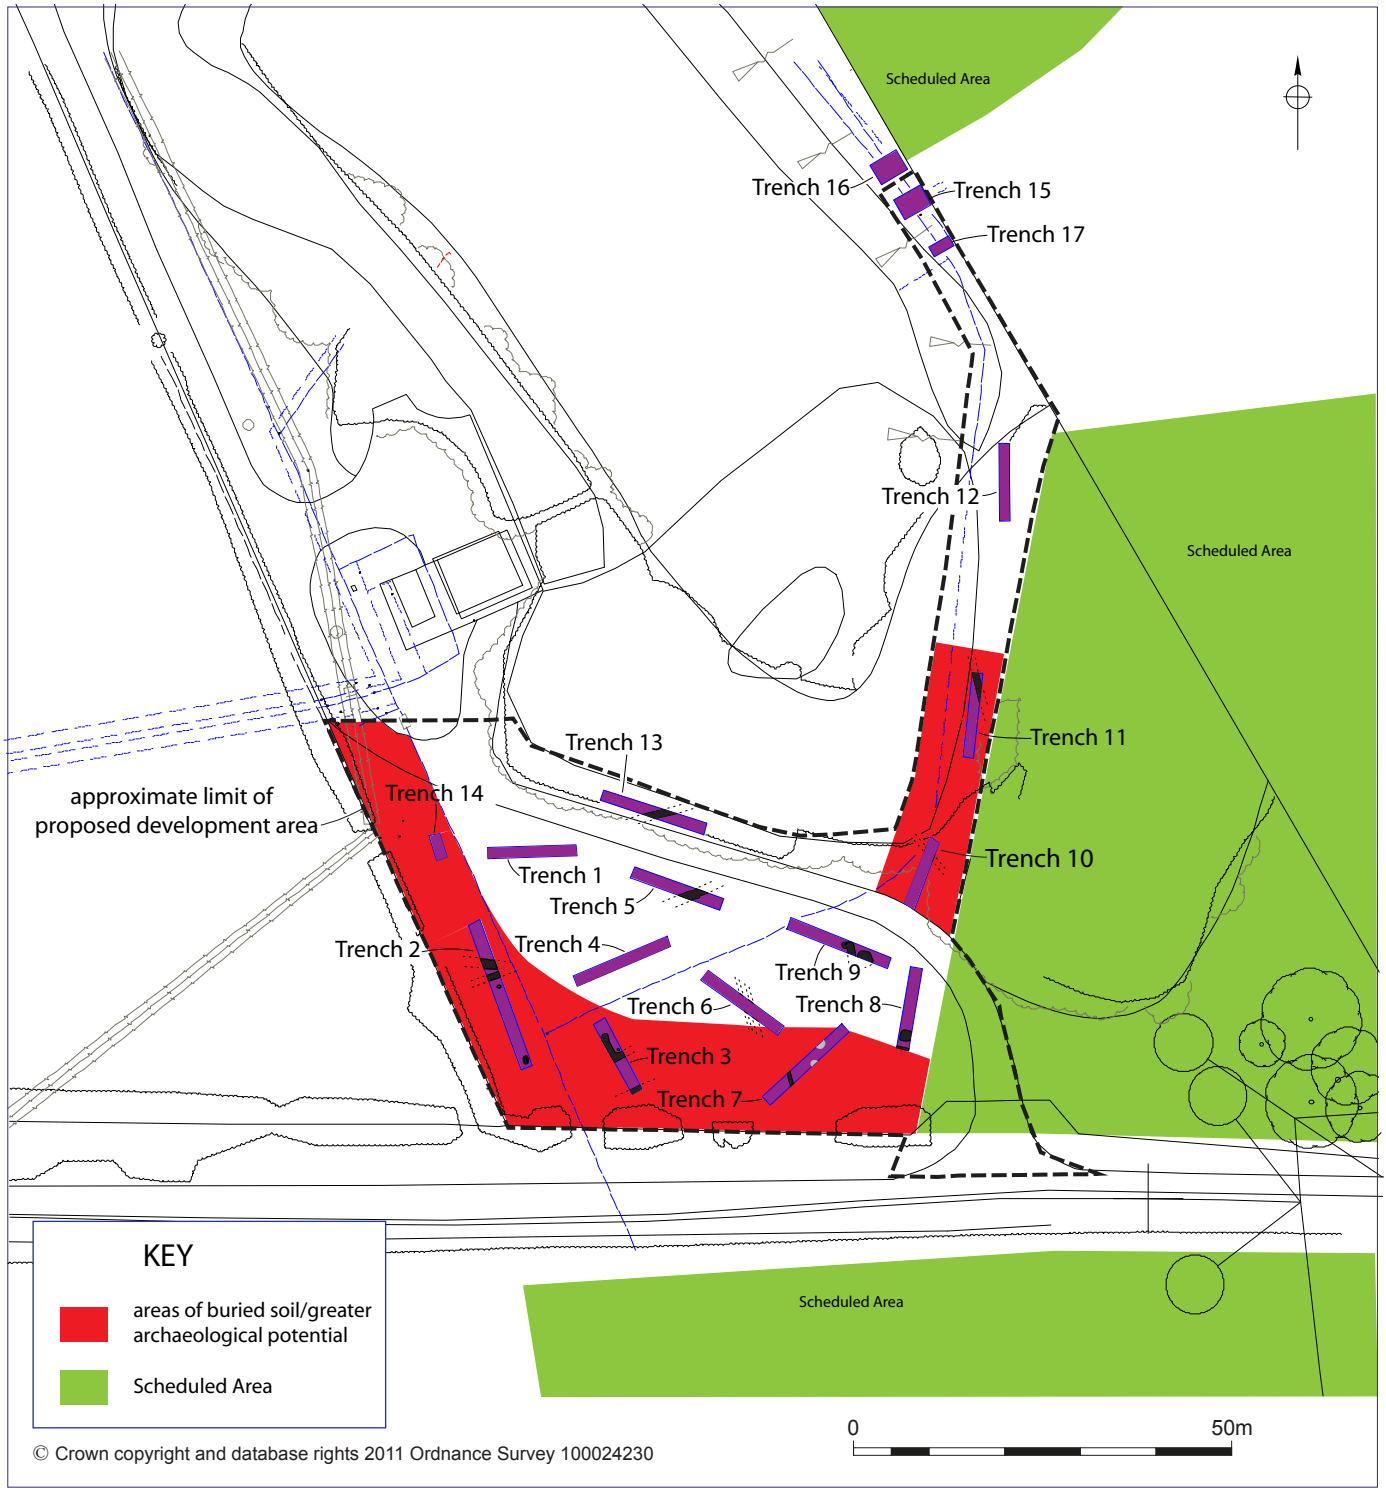 Scheduled Area
Trench 16
Trench 15
Trench 17
Trench 12
Scheduled Area
Trench 13
Trench 11
approximate limit of
proposed development area
Trench 14
Trench 10
Trench 1
Trench 5
Trench 2
Trench 4
Trench 9
Trench 6
Trench 8
Trench 3
Trench 7
KEY
areas of buried soil/greater
archaeological potential
Scheduled Area
Scheduled Area
0 50m
© Crown copyright and database rights 2011 Ordnance Survey 100024230